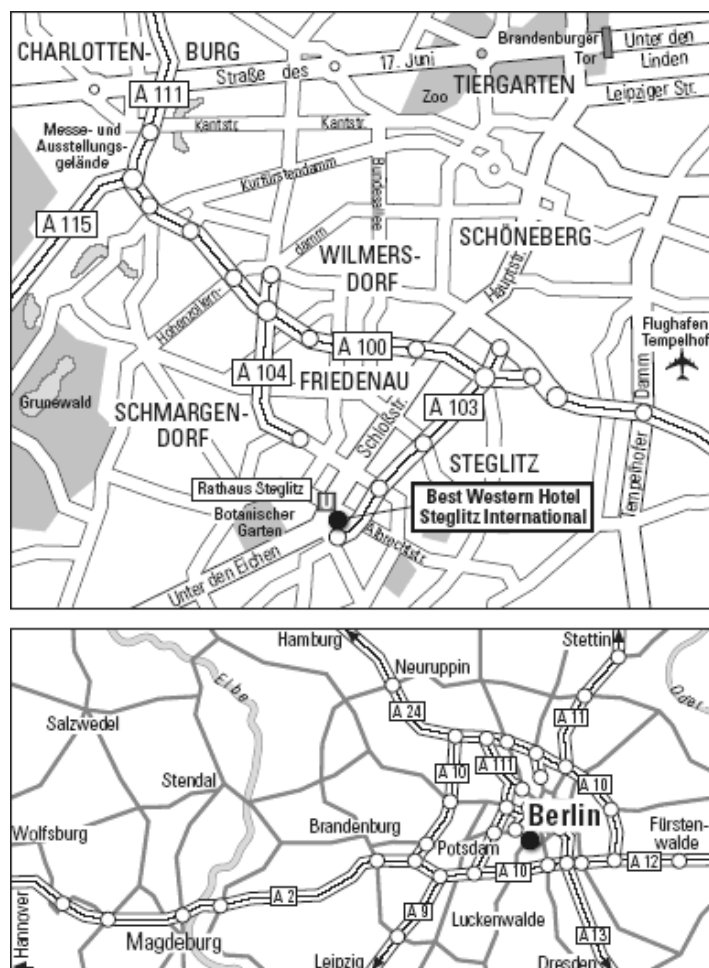 CHARLOTTEN-
BURG
Brandenburger
Tor
Unter den
Linden
Straße des
17. Juni
TIERGARTEN
Leipziger Str.
A 111
Zoo
Messe- und
Ausstellungs-
gelände
Kantstr.
Kantstr.
Kurfürstendamm
Bundesallee
A 115
damm
WILMERS-
DORF
SCHÖNEBERG
Hauptstr.
Hohenzollern-
Flughafen
Tempelhof
A 100
A 104
FRIEDENAU
Grunewald
SCHMARGEN-
DORF
Schloßstr.
A 103
Tempelhofer
Damm
STEGLITZ
Rathaus Steglitz
U
Best Western Hotel
Steglitz International
Botanischer
Garten
Albrechtstr.
Unter den Eichen
Hamburg
Stettin
Neuruppin
Elbe
A 24
A 11
Salzwedel
A 10
A 111
A 10
Stendal
Berlin
Wolfsburg
Brandenburg
Potsdam
Fürsten-
walde
A 10
A 12
A 2
A 9
Luckenwalde
A 13
Hannover
Magdeburg
Leipzig
Dresden